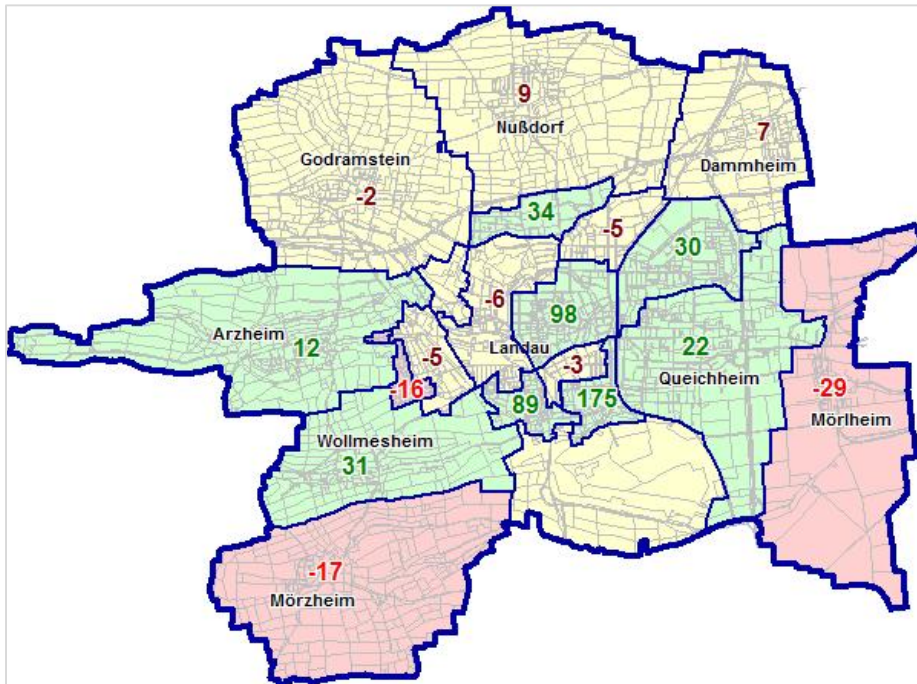 9
Nußdorf
7
Dammheim
Godramstein
-2
34
-5
30
-6
98
Arzheim
12
-5
Landau
-3
22
Queichheim
-16
89
175
-29
Mörlheim
Wollmesheim
31
-17
Mörzheim